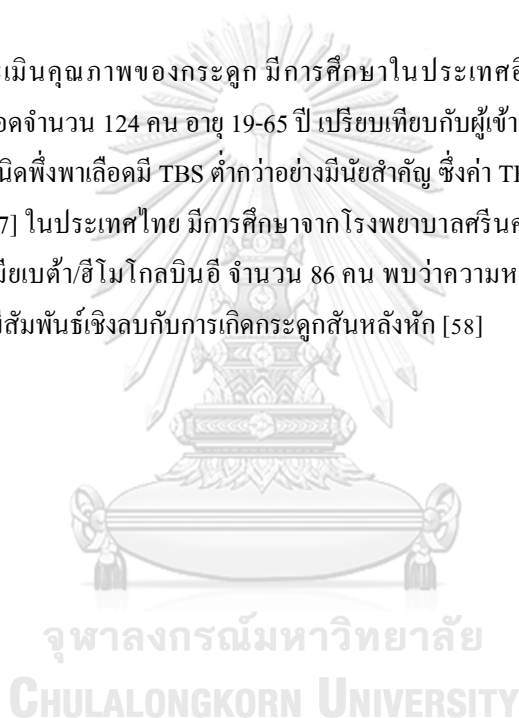 ะเมินคุณภาพของกระดูก มีการศึกษาในประเทศอิ
อดจำนวน 124 คน อายุ 19-65 ปี เปรียบเทียบกับผู้เข้า
นิดพึ่งพาเลือดมี TBS ต่ำกว่าอย่างมีนัยสำคัญ ซึ่งค่า
7] ในประเทศไทย มีการศึกษาจากโรงพยาบาลศรีนค
มียเบต้า/ฮีโมโกลบินอี จำนวน 86 คน พบว่าความห
มีสัมพันธ์เชิงลบกับการเกิดกระดูกสันหลังหัก [58]
จุฬาลงกรณ์มหาวิทยาลัย
CHULALONGKORN UNIVERSITY